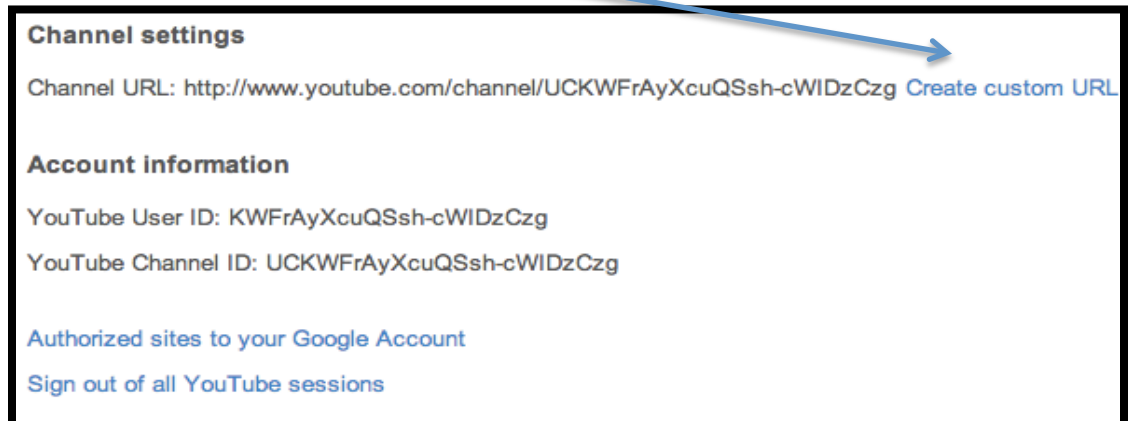 Channel settings
Channel URL: http://www.youtube.com/channel/UCKWFrAyXcuQSsh-cWIDzCzg Create custom URL
Account information
YouTube User ID: KWFrAyXcuQSsh-cWIDzCzg
YouTube Channel ID: UCKWFrAyXcuQSsh-cWIDzCzg
Authorized sites to your Google Account
Sign out of all YouTube sessions